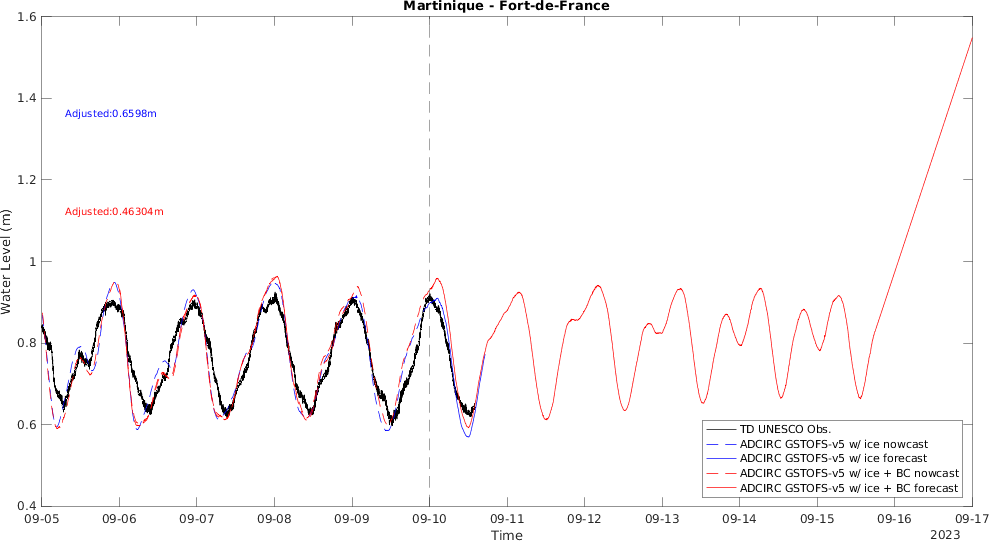 Martinique - Fort-de-France
1.6
1.4
1.2
1
0.8
0.6
0.4
Water Level (m)
Adjusted:0.6598m
Adjusted:0.46304m
TD UNESCO Obs.
ADCIRC GSTOFS-v5 w/ ice nowcast
ADCIRC GSTOFS-v5 w/ ice forecast
ADCIRC GSTOFS-v5 w/ ice + BC nowcast
ADCIRC GSTOFS-v5 w/ ice + BC forecast
09-05 09-06 09-07 09-08 09-09 09-10 09-11 09-12 09-13 09-14 09-15 09-16 09-17
Time
2023